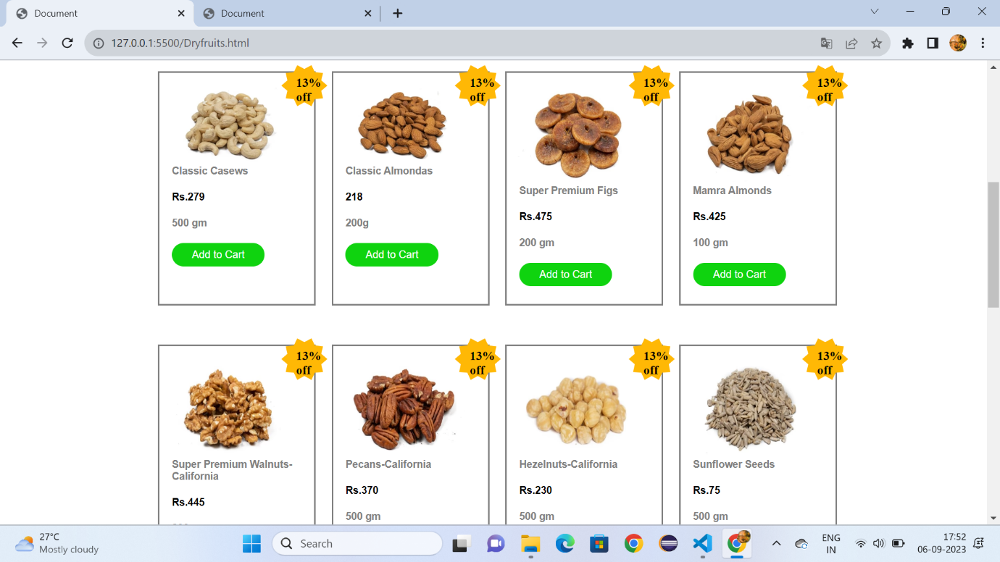 Document
Document
127.0.0.1:5500/Dryfruits.html
13%
off
13%
off
13%
off
13%
off
Classic Casews
Rs.279
500 gm
Add to Cart
Classic Almondas
218
200g
Add to Cart
Super Premium Figs
Rs.475
200 gm
Add to Cart
Mamra Almonds
Rs.425
100 gm
Add to Cart
13%
off
13%
off
13%
off
13%
off
Super Premium Walnuts-
California
Rs.445
Pecans-California
Rs.370
500 gm
Hezelnuts-California
Rs.230
500 gm
Sunflower Seeds
Rs.75
500 gm
27°C
Mostly cloudy
Search
ENG
IN
17:52
06-09-2023